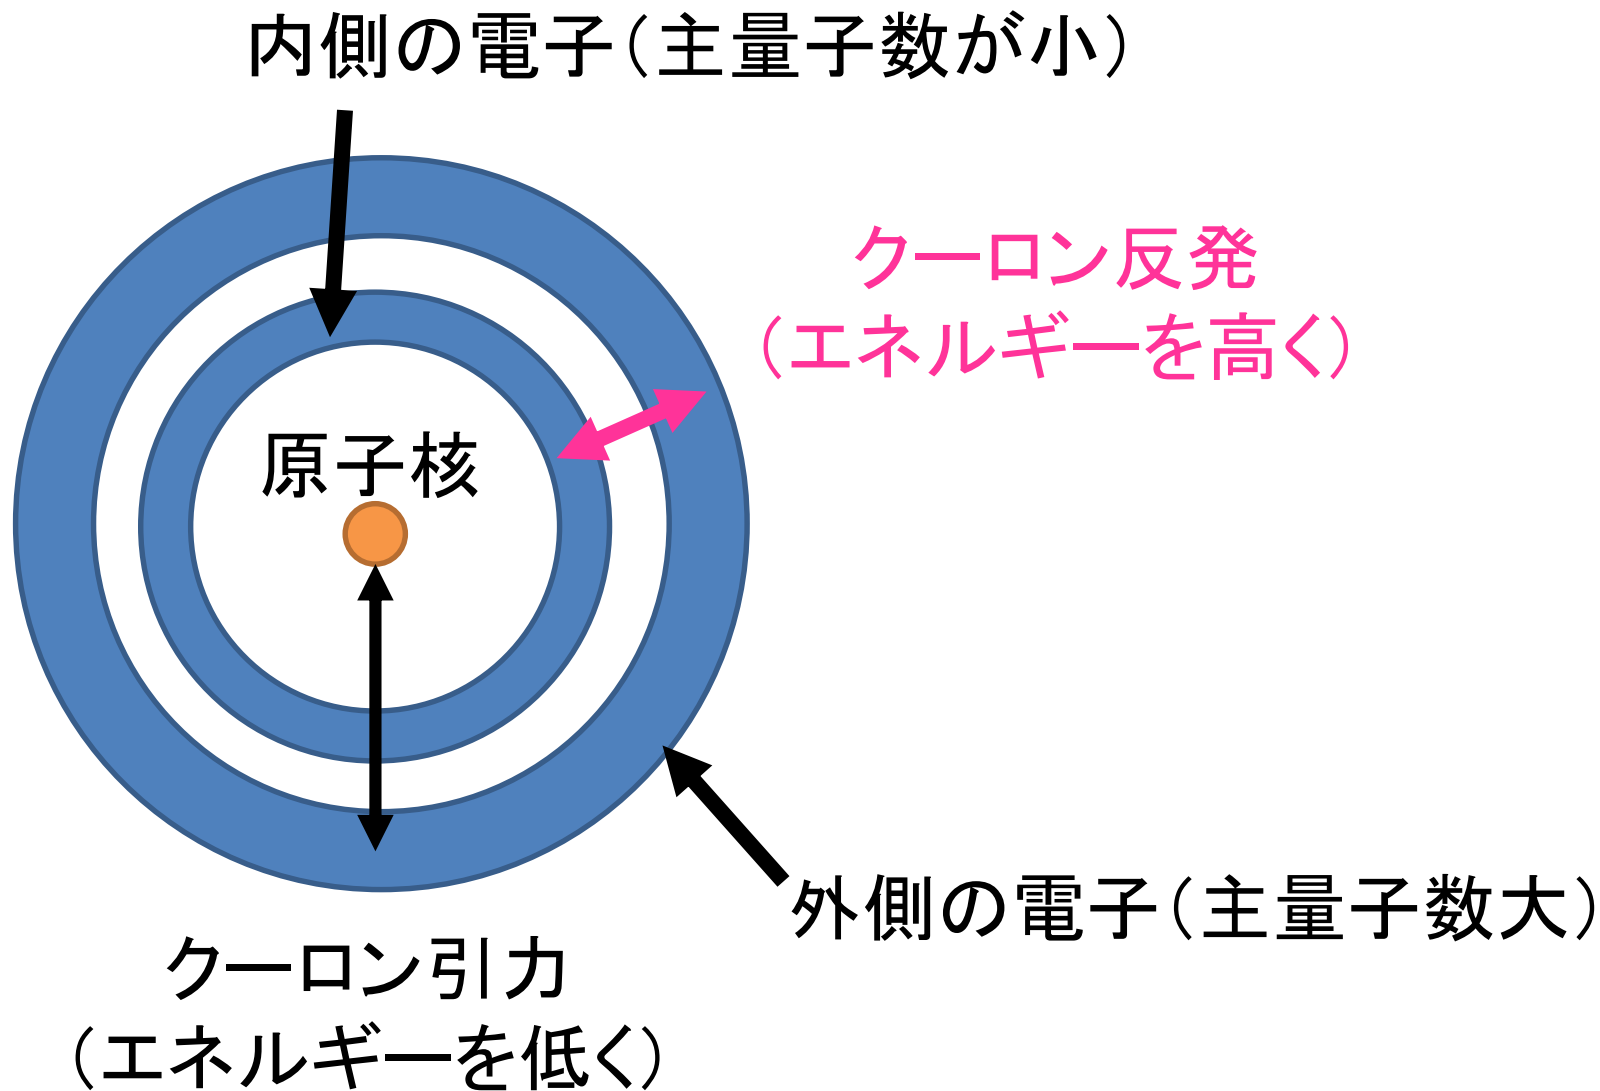 内側の電子(主量子数が小)
クーロン反発
(エネルギーを高く)
原子核
外側の電子(主量子数大)
クーロン引力
(エネルギーを低く)